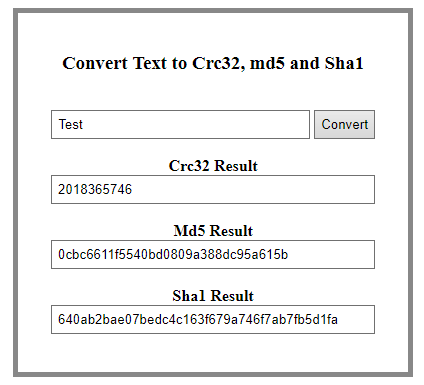 Convert Text to Crc32, md5 and Sha1
Test Convert
Crc32 Result
2018365746
Md5 Result
0cbc6611f5540bd0809a388dc95a615b
Sha1 Result
640ab2bae07bedc4c163f679a746f7ab7fb5d1fa